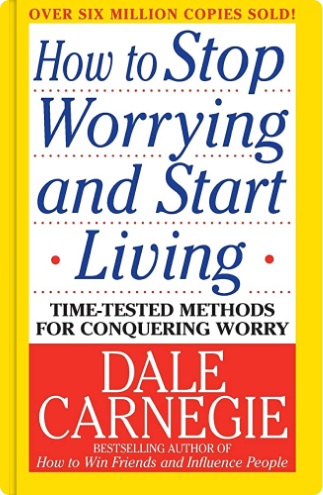 OVER SIX MILLION COPIES SOLD!
How to Stop
Worrying
and Start
• Living •
TIME-TESTED METHODS
FOR CONQUERING WORRY
DALE
CARNEGIE
BESTSELLING AUTHOR OF
How to Win Friends and Influence People